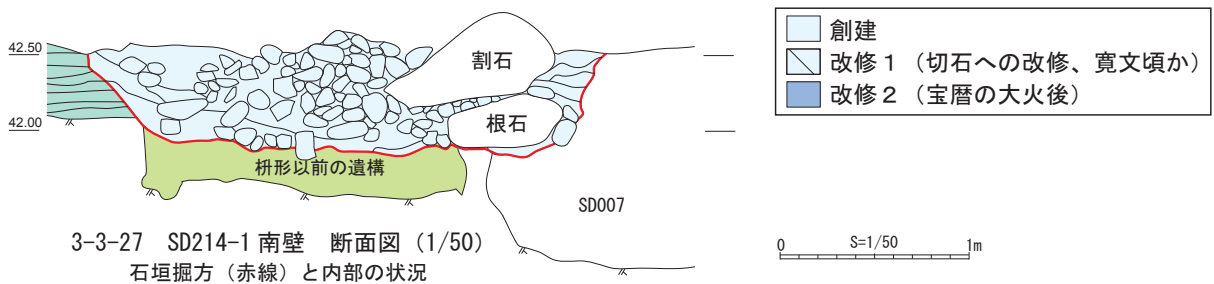 42.50
42.00
割石
根石
枡形以前の遺構
SD007
3-3-27 SD214-1 南壁 断面図（1/50）
石垣掘方（赤線）と内部の状況
創建
改修１（切石への改修、寛文頃か）
改修２（宝暦の大火後）
0 S=1/50 1m